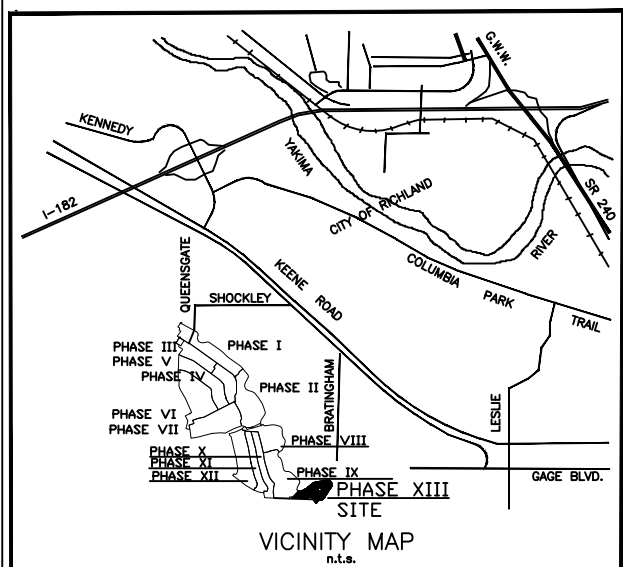 G.W.W.
KENNEDY
YAKIMA
I-182
CITY OF RICHLAND
SR 240
RIVER
COLUMBIA PARK TRAIL
QUEENSGATE
KEENE ROAD
SHOCKLEY
PHASE III
PHASE I
PHASE V
PHASE IV
PHASE II
BRATINGHAM
LESLIE
PHASE VI
PHASE VII
PHASE VIII
PHASE X
PHASE XI
PHASE XII
PHASE IX
GAGE BLVD.
PHASE XIII
SITE
VICINITY MAP
n.t.s.